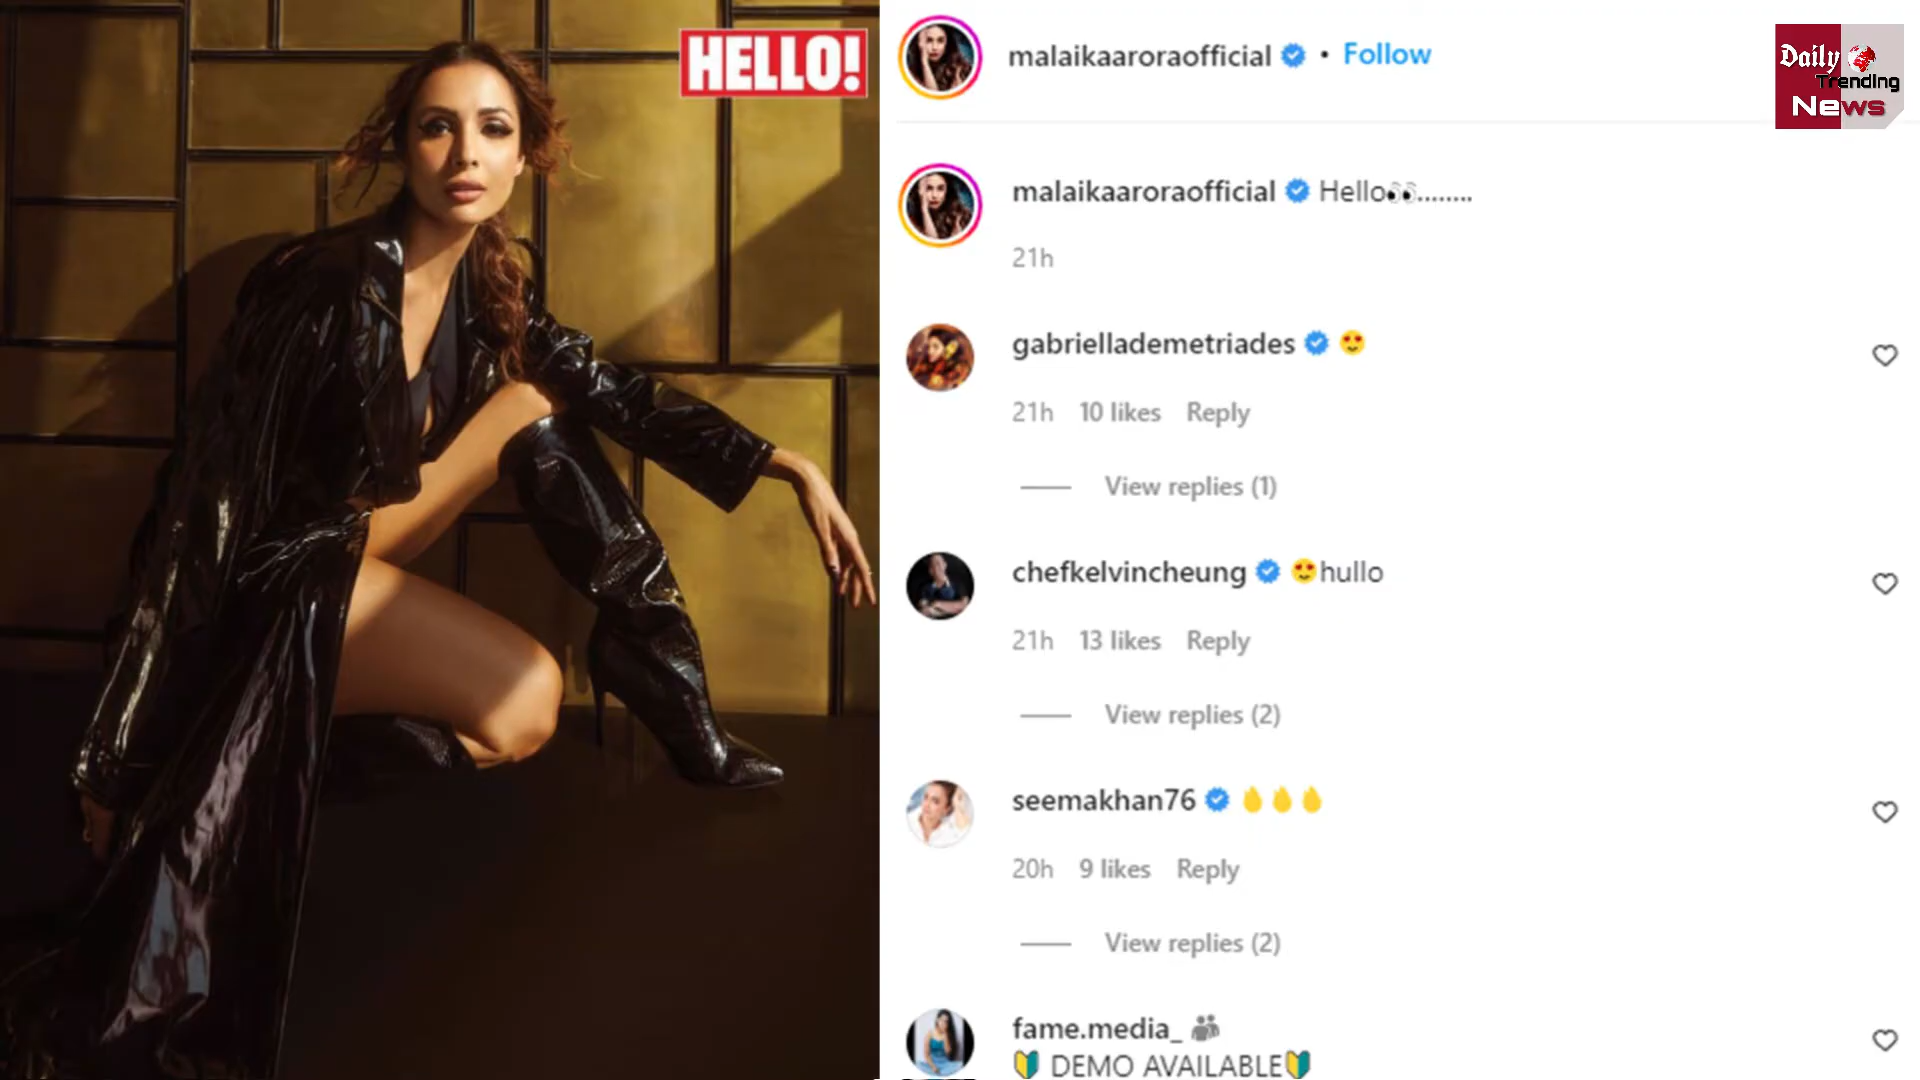 HELLO!
malaikaaroraofficial • Follow
Daily
Trending
News
malaikaaroraofficial Hello👀........
21h
gabriellademetriades 😍
21h 10 likes Reply
View replies (1)
chefkelvincheung 😍hullo
21h 13 likes Reply
View replies (2)
seemakhan76 🔥🔥🔥
20h 9 likes Reply
View replies (2)
fame.media_
🔰 DEMO AVAILABLE🔰